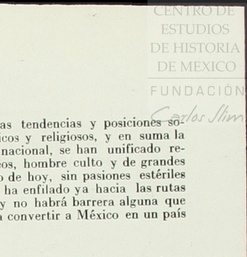 CENTRO DE
ESTUDIOS
DE HISTORIA
DE MEXICO
FUNDACIÓN
Carlos Slim
as tendencias y posiciones so-
icos y religiosos, y en suma la
nacional, se han unificado re-
cos, hombre culto y de grandes
o de hoy, sin pasiones estériles
ha enfilado ya hacia las rutas
y no habrá barrera alguna que
a convertir a México en un país